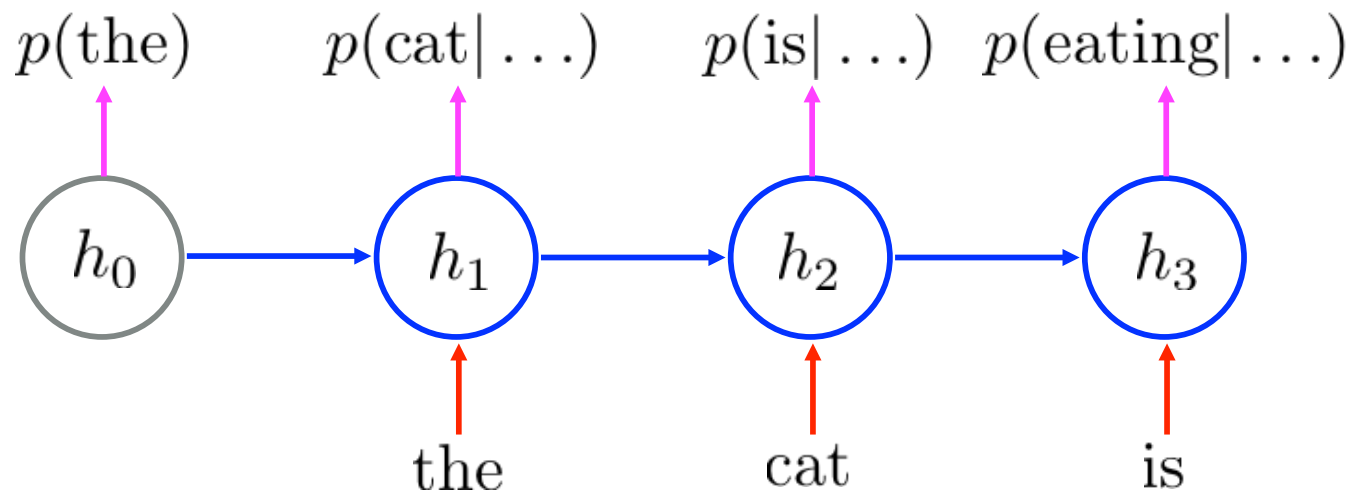 p(the) p(cat| …) p(is| …) p(eating| …)
h₀ h₁ h₂ h₃
the cat is